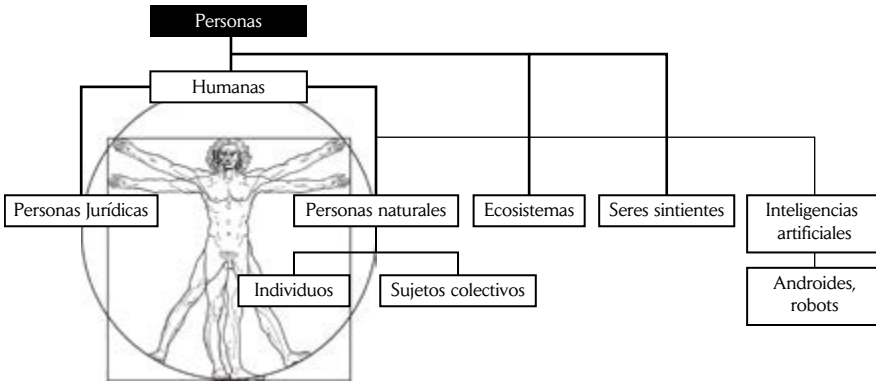 Personas
Humanas
Personas Jurídicas
Personas naturales
Ecosistemas
Seres sintientes
Inteligencias
artificiales
Individuos
Sujetos colectivos
Androides,
robots